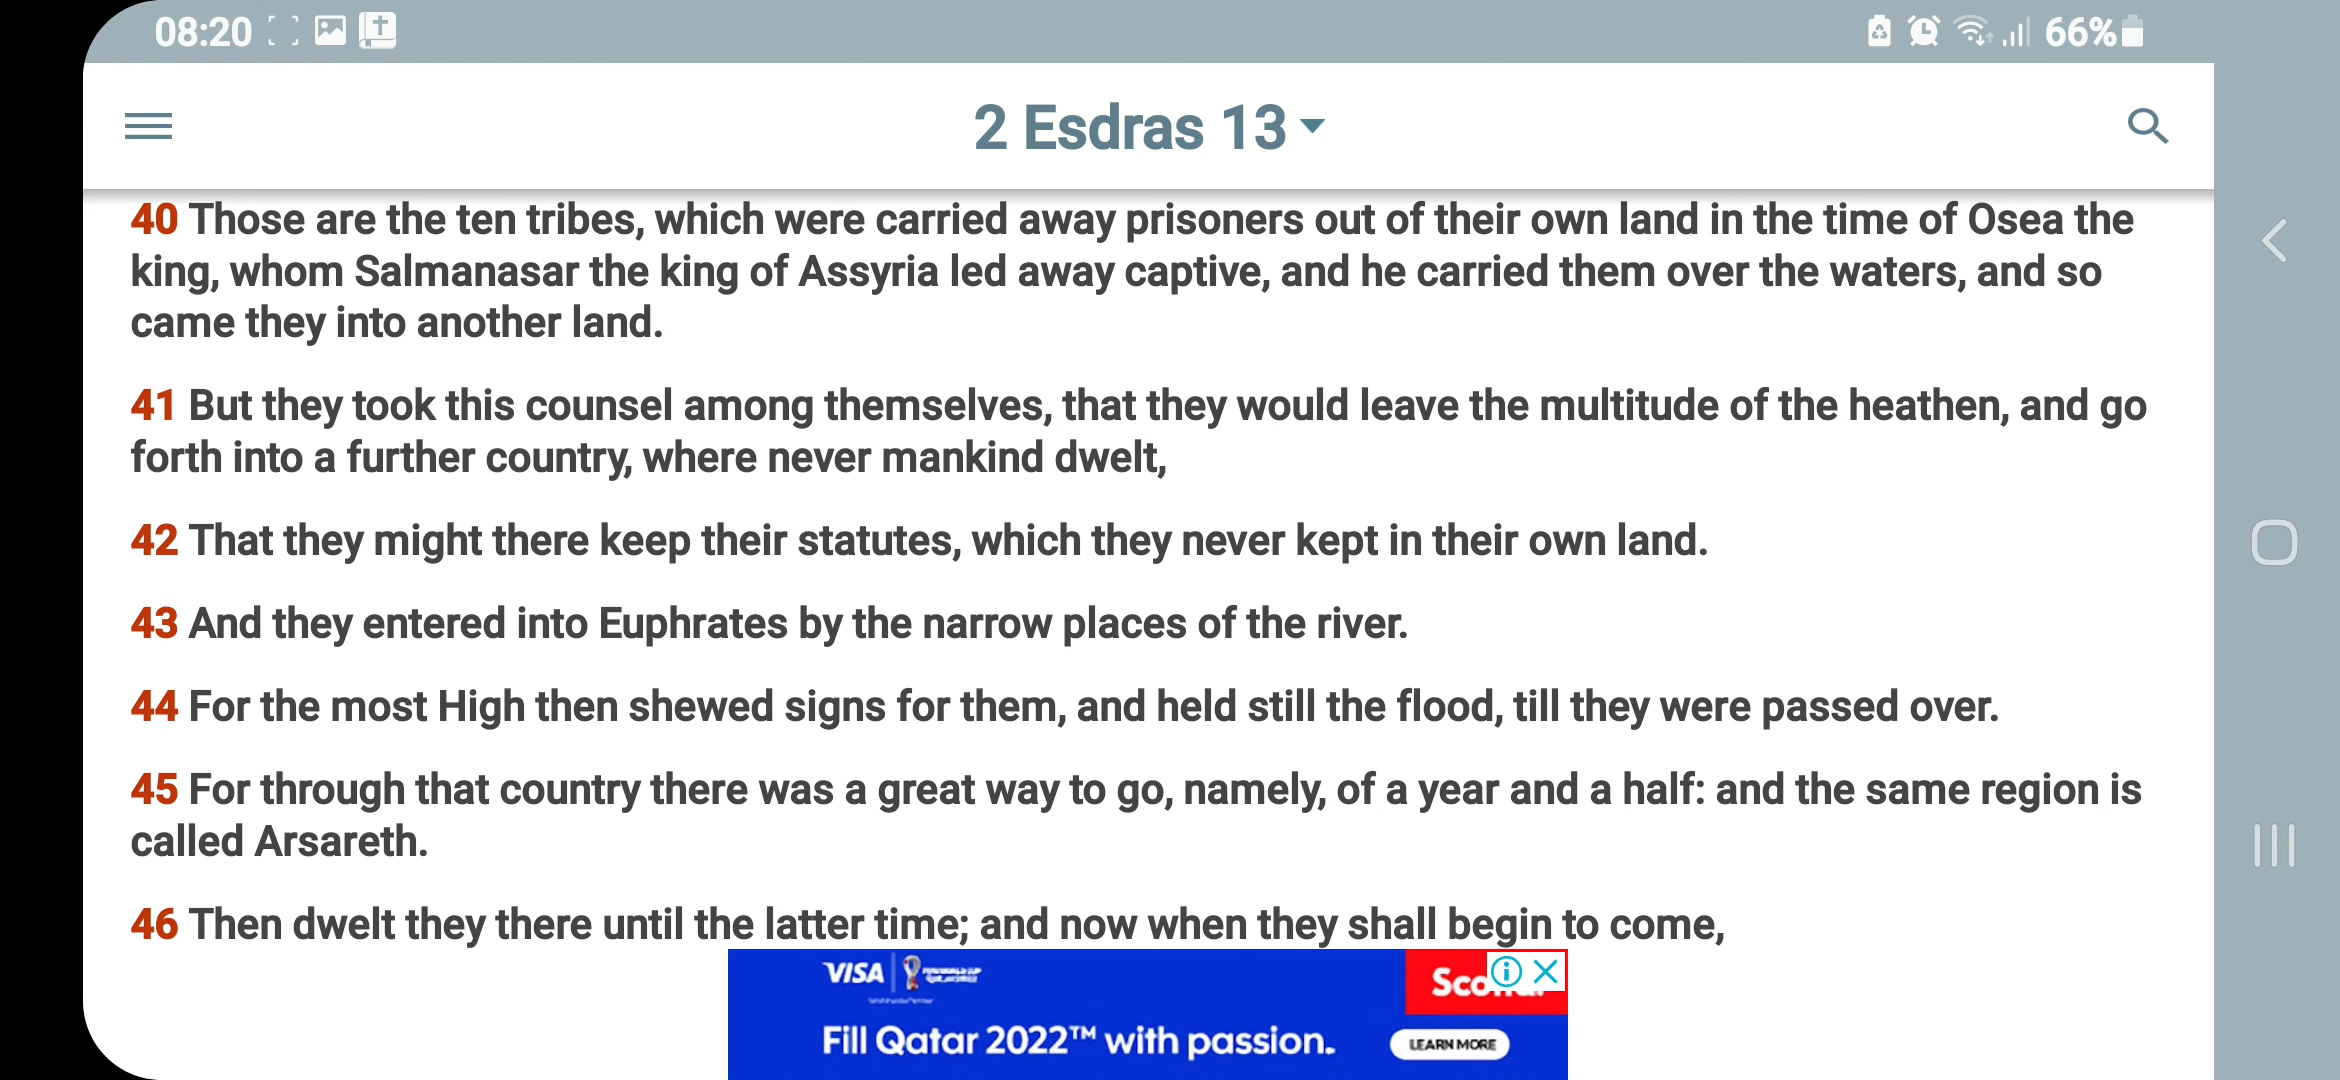 08:20
66%
2 Esdras 13
40 Those are the ten tribes, which were carried away prisoners out of their own land in the time of Osea the
king, whom Salmanasar the king of Assyria led away captive, and he carried them over the waters, and so
came they into another land.
41 But they took this counsel among themselves, that they would leave the multitude of the heathen, and go
forth into a further country, where never mankind dwelt,
42 That they might there keep their statutes, which they never kept in their own land.
43 And they entered into Euphrates by the narrow places of the river.
44 For the most High then shewed signs for them, and held still the flood, till they were passed over.
45 For through that country there was a great way to go, namely, of a year and a half: and the same region is
called Arsareth.
46 Then dwelt they there until the latter time; and now when they shall begin to come,
VISA
Fill Qatar 2022™ with passion.
LEARN MORE